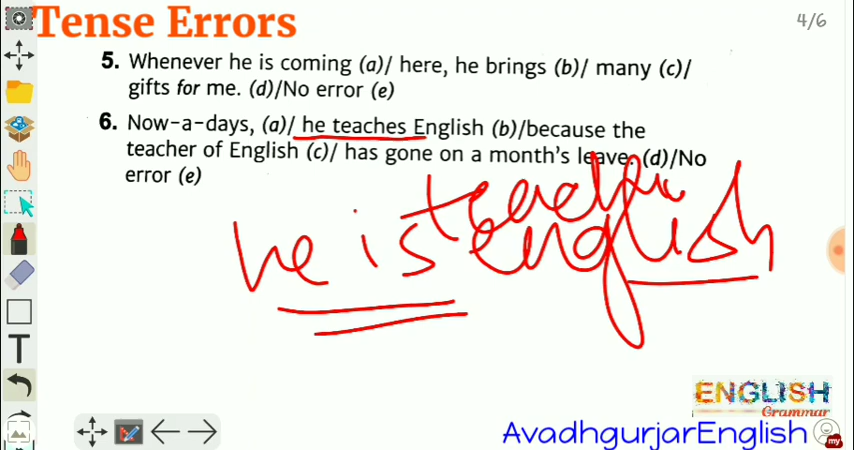 Tense Errors
4/6
5. Whenever he is coming (a)/ here, he brings (b)/ many (c)/
gifts for me. (d)/No error (e)
6. Now-a-days, (a)/ he teaches English (b)/because the
teacher of English (c)/ has gone on a month's leave. (d)/No
error (e)
he is teaching
english
T
ENGLISH
Grammar
AvadhgurjarEnglish
my